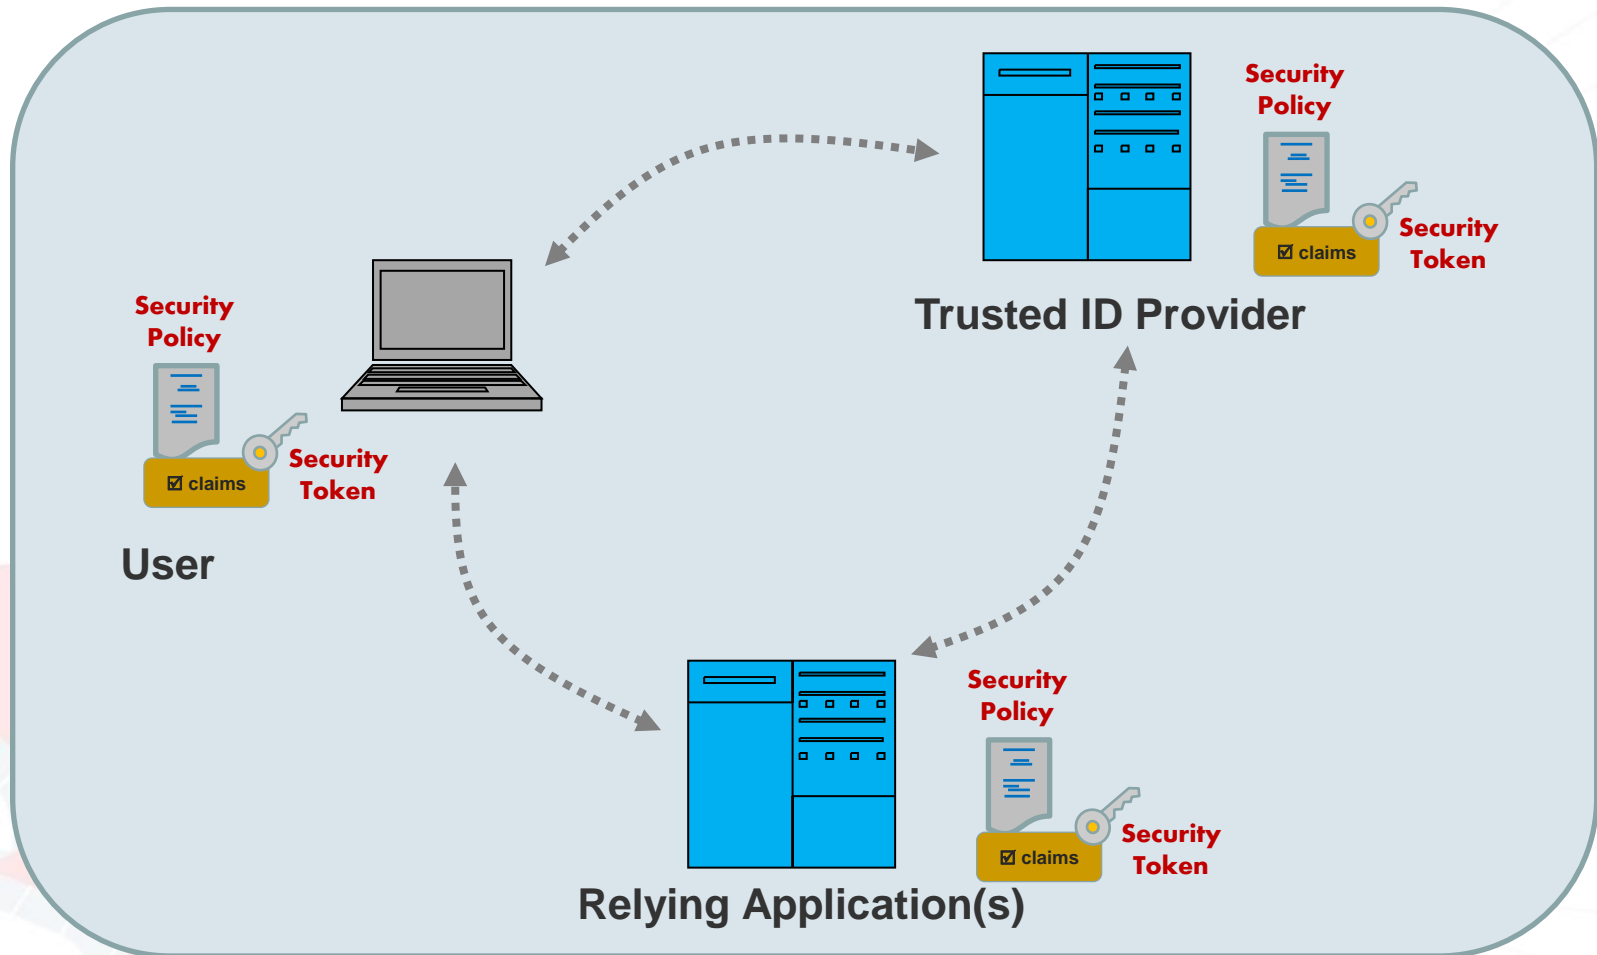 Security
Policy
Security
Token
☑ claims
Trusted ID Provider
Security
Policy
Security
Token
☑ claims
User
Security
Policy
Security
Token
☑ claims
Relying Application(s)